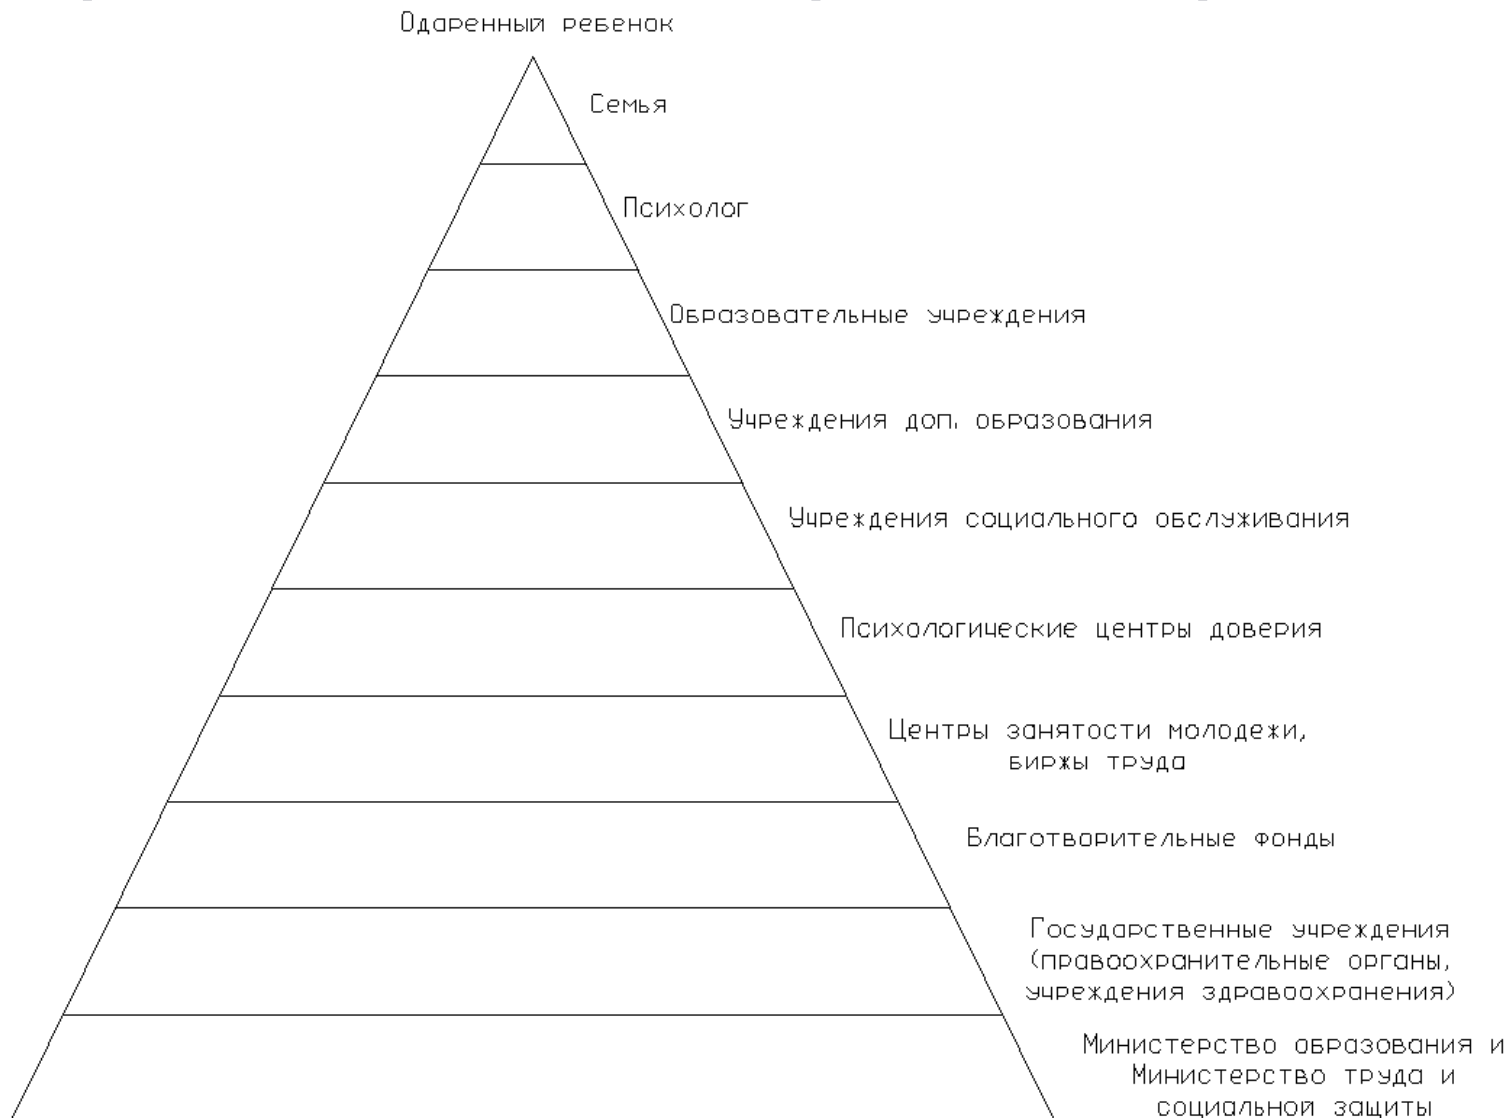 Одаренный ребенок
Семья
Психолог
Образовательные учреждения
Учреждения доп. образования
Учреждения социального обслуживания
Психологические центры доверия
Центры занятости молодежи,
биржы труда
Благотворительные фонды
Государственные учреждения
(правоохранительные органы,
учреждения здравоохранения)
Министерство образования и
Министерство труда и
социальной защиты